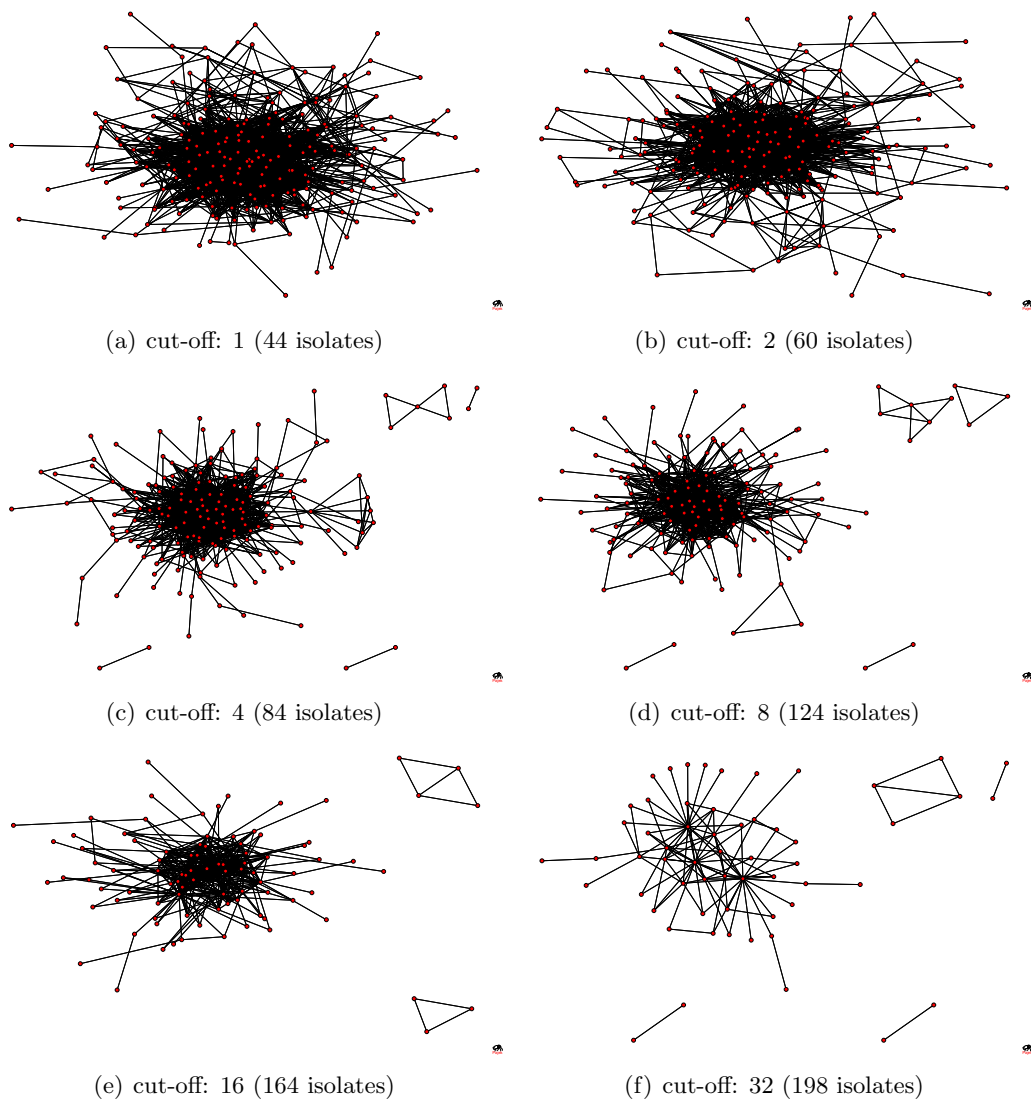 (a) cut-off: 1 (44 isolates)
(b) cut-off: 2 (60 isolates)
(c) cut-off: 4 (84 isolates)
(d) cut-off: 8 (124 isolates)
(e) cut-off: 16 (164 isolates)
(f) cut-off: 32 (198 isolates)